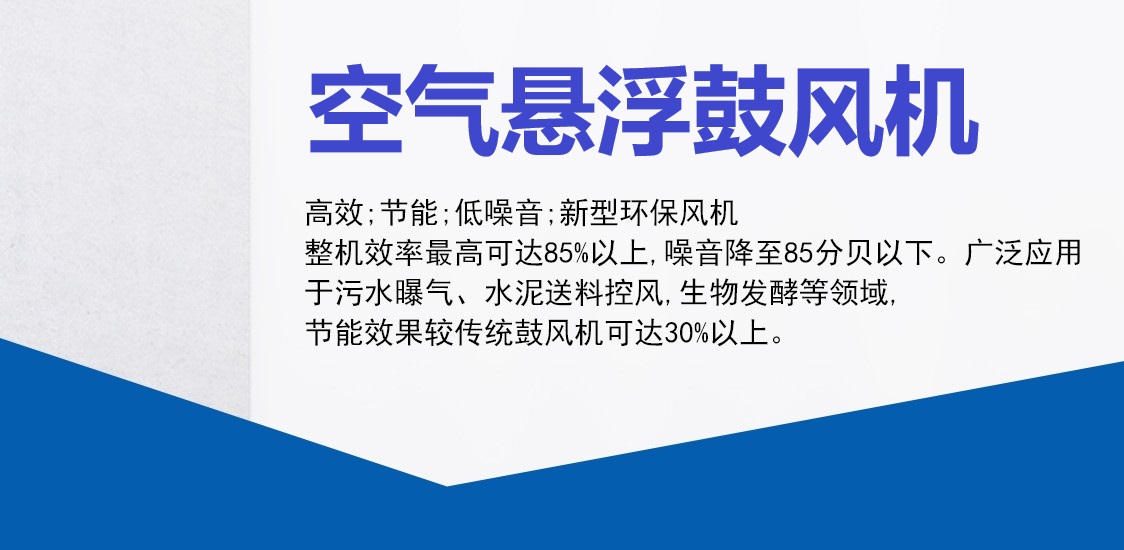 空气悬浮鼓风机
高效;节能;低噪音;新型环保风机
整机效率最高可达85%以上,噪音降至85分贝以下。广泛应用
于污水曝气、水泥送料控风,生物发酵等领域,
节能效果较传统鼓风机可达30%以上。